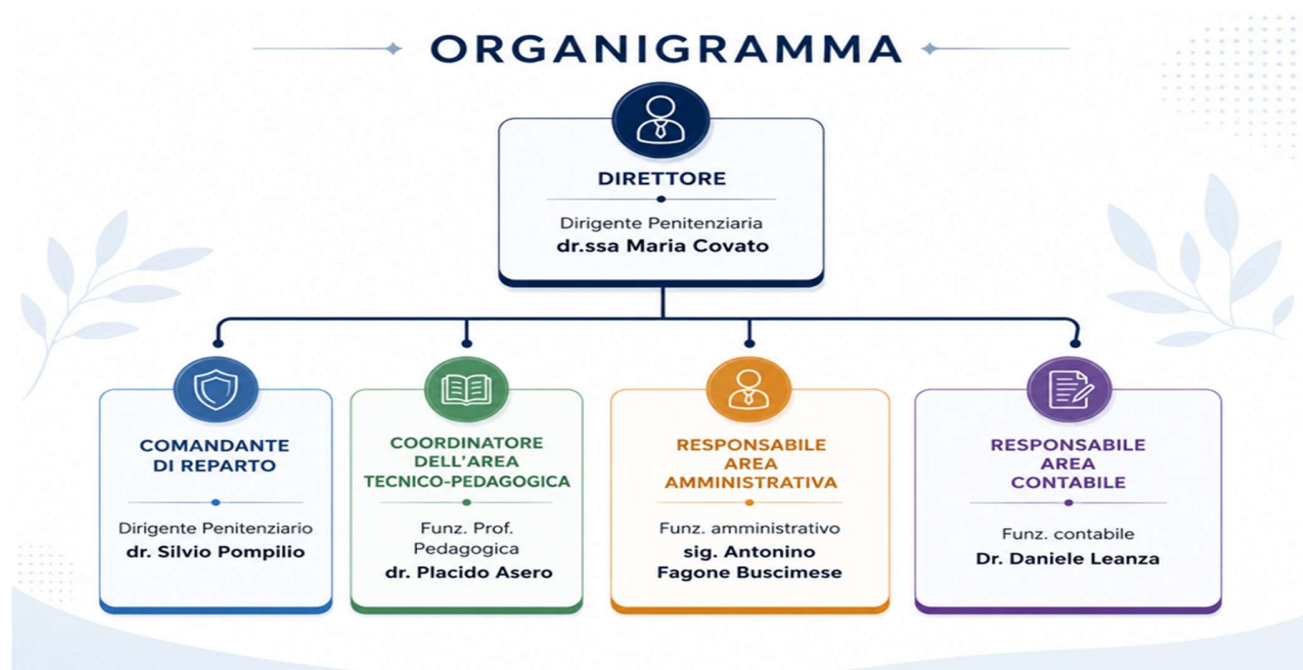 ORGANIGRAMMA
DIRETTORE
Dirigente Penitenziaria
dr.ssa Maria Covato
COMANDANTE
DI REPARTO
Dirigente Penitenziario
dr. Silvio Pompilio
COORDINATORE
DELL'AREA
TECNICO-PEDAGOGICA
Funz. Prof.
Pedagogica
dr. Placido Asero
RESPONSABILE
AREA
AMMINISTRATIVA
Funz. amministrativo
sig. Antonino
Fagone Buscimese
RESPONSABILE
AREA
CONTABILE
Funz. contabile
Dr. Daniele Leanza